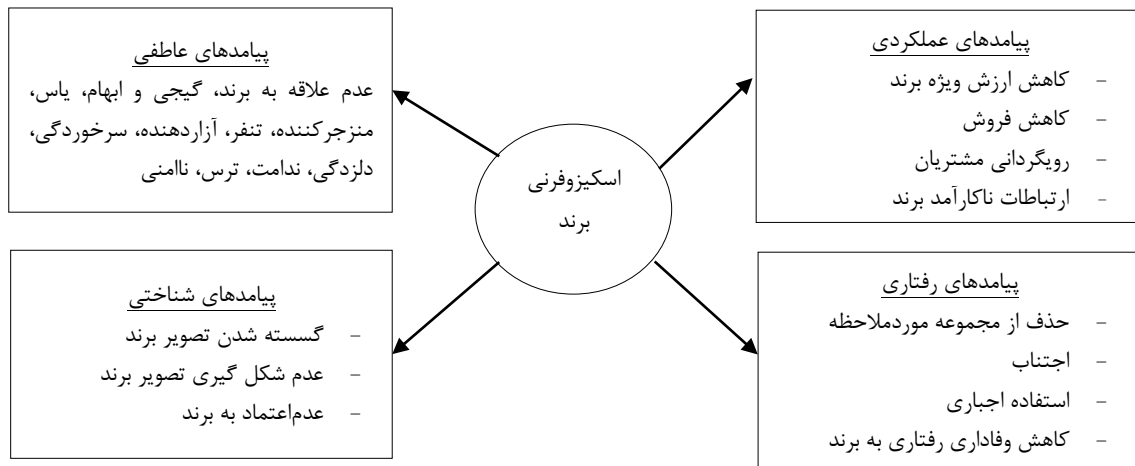 پیامدهای عملکردی
- کاهش ارزش ویژه برند
- کاهش فروش
- رویگردانی مشتریان
- ارتباطات ناکارآمد برند
پیامدهای عاطفی
عدم علاقه به برند، گیجی و ابهام، یاس،
منزجرکننده، تنفر، آزاردهنده، سرخوردگی،
دلزدگی، ندامت، ترس، ناامنی
اسکیزوفرنی
برند
پیامدهای رفتاری
- حذف از مجموعه موردملاحظه
- اجتناب
- استفاده اجباری
- کاهش وفاداری رفتاری به برند
پیامدهای شناختی
- گسسته شدن تصویر برند
- عدم شکل گیری تصویر برند
- عدم‌اعتماد به برند